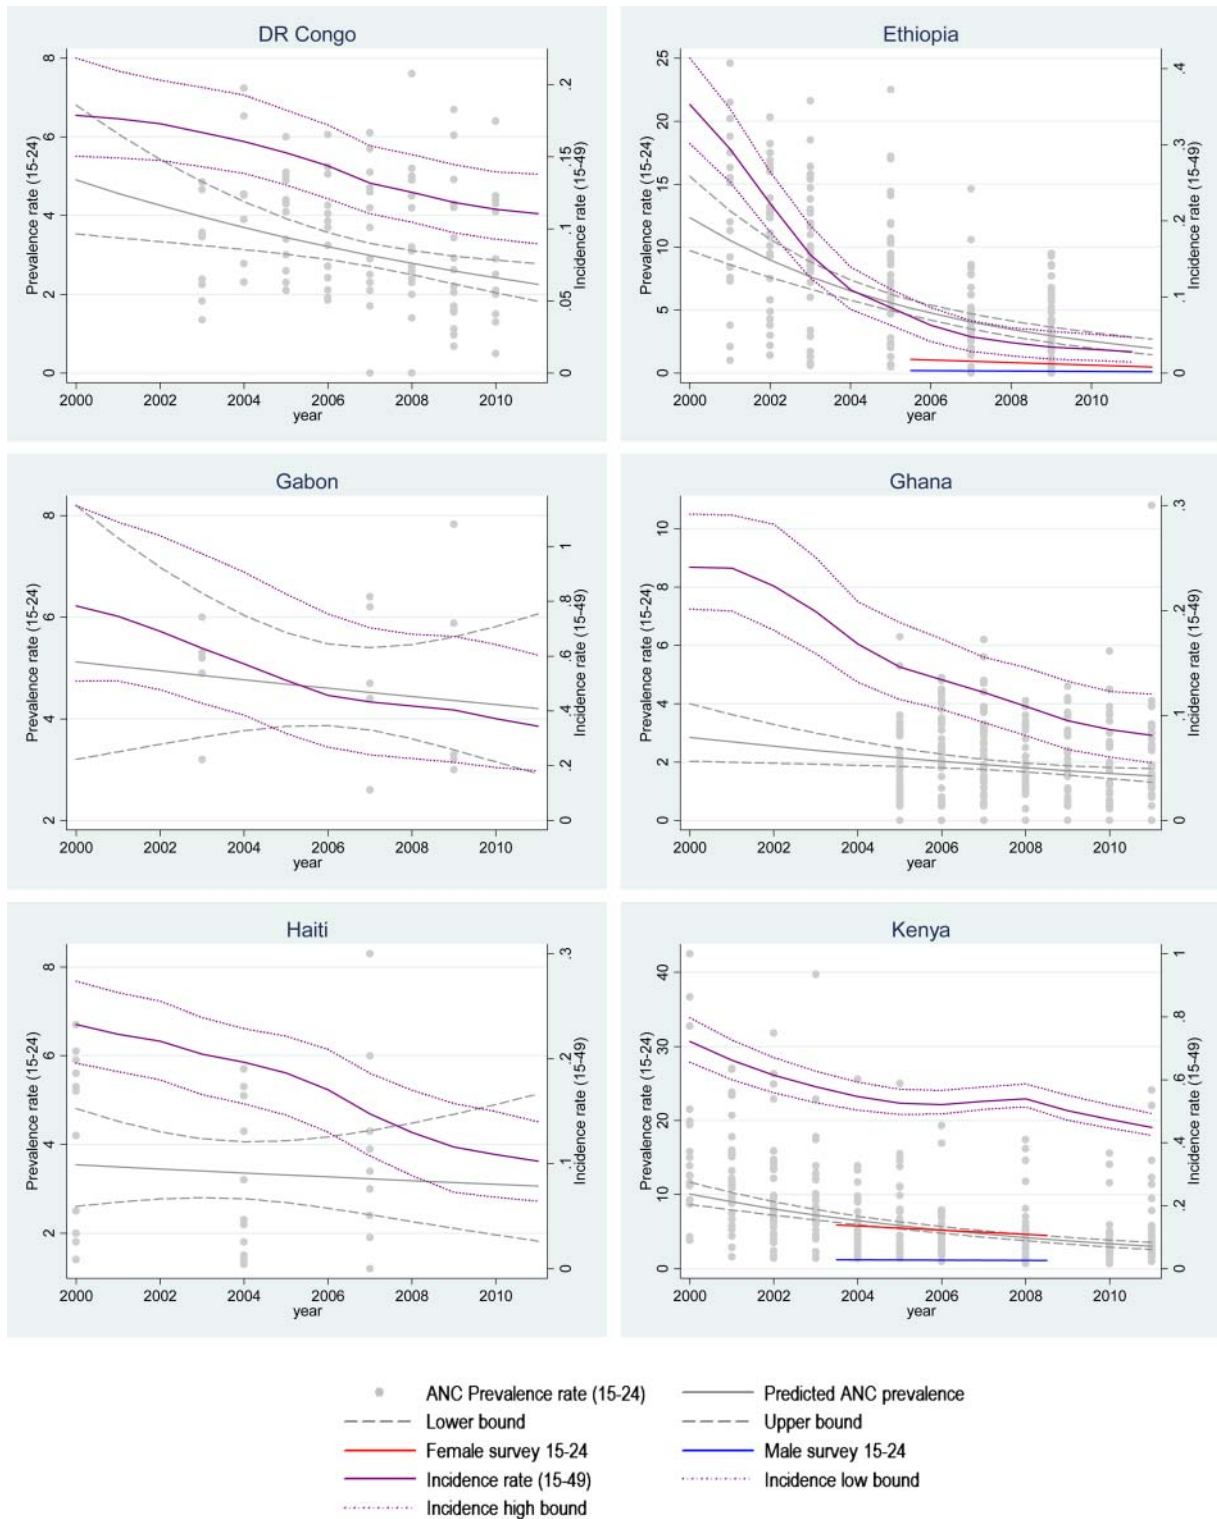 DR Congo
Prevalence rate (15-24)
0 2 4 6 8
Incidence rate (15-49)
0 .05 .1 .15 .2
2000 2002 2004 2006 2008 2010
year
Ethiopia
Prevalence rate (15-24)
0 5 10 15 20 25
Incidence rate (15-49)
0 .1 .2 .3 .4
2000 2002 2004 2006 2008 2010
year
Gabon
Prevalence rate (15-24)
2 4 6 8
Incidence rate (15-49)
0 .2 .4 .6 .8 1
2000 2002 2004 2006 2008 2010
year
Ghana
Prevalence rate (15-24)
0 2 4 6 8 10
Incidence rate (15-49)
0 .1 .2 .3
2000 2002 2004 2006 2008 2010
year
Haiti
Prevalence rate (15-24)
2 4 6 8
Incidence rate (15-49)
0 .1 .2 .3
2000 2002 2004 2006 2008 2010
year
Kenya
Prevalence rate (15-24)
0 10 20 30 40
Incidence rate (15-49)
0 .2 .4 .6 .8 1
2000 2002 2004 2006 2008 2010
year
ANC Prevalence rate (15-24) Predicted ANC prevalence
Lower bound Upper bound
Female survey 15-24 Male survey 15-24
Incidence rate (15-49) Incidence low bound
Incidence high bound